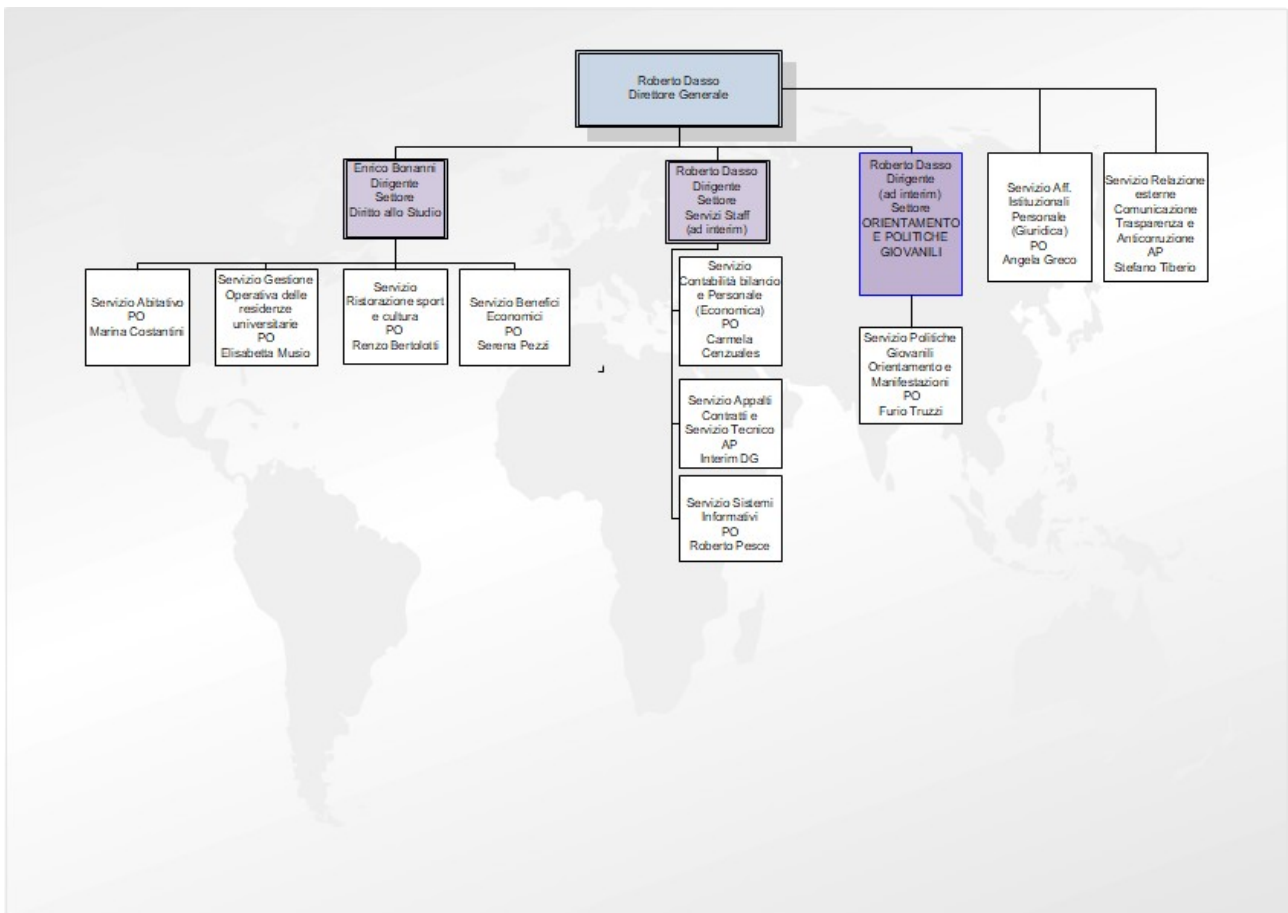 Roberto Dasso
Direttore Generale
Enrico Bonanni
Dirigente
Settore
Diritto allo Studio
Roberto Dasso
Dirigente
Settore
Servizi Staff
(ad interim)
Roberto Dasso
Dirigente
(ad interim)
Settore
ORIENTAMENTO
E POLITICHE
GIOVANILI
Servizio Aff.
Istituzionali
Personale
(Giuridica)
PO
Angela Greco
Servizio Relazione
esterne
Comunicazione
Trasparenza e
Anticorruzione
AP
Stefano Tiberio
Servizio Abitativo
PO
Marina Costantini
Servizio Gestione
Operativa delle
residenze
universitarie
PO
Elisabetta Musio
Servizio
Ristorazione sport
e cultura
PO
Renzo Bertolotti
Servizio Benefici
Economici
PO
Serena Pezzi
Servizio
Contabilità bilancio
e Personale
(Economica)
PO
Carmela
Cenzuales
Servizio Appalti
Contratti e
Servizio Tecnico
AP
Interim DG
Servizio Sistemi
Informativi
PO
Roberto Pesce
Servizio Politiche
Giovanili
Orientamento e
Manifestazioni
PO
Furio Truzzi